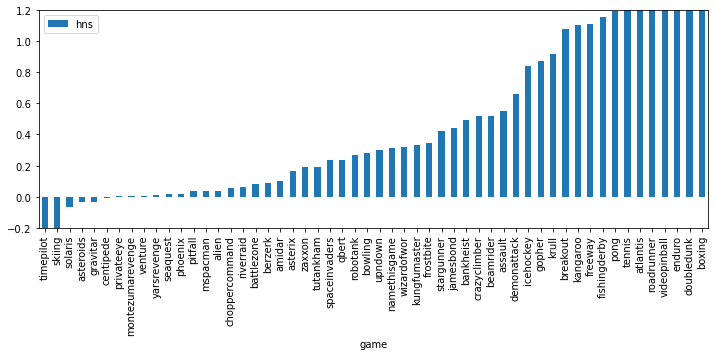 hns
1.2
1.0
0.8
0.6
0.4
0.2
0.0
−0.2
timepilot
skiing
solaris
asteroids
gravitar
centipede
privateeye
montezumarevenge
venture
yarsrevenge
seaquest
phoenix
pitfall
mspacman
alien
choppercommand
riverraid
battlezone
berzerk
amidar
asterix
zaxxon
tutankham
spaceinvaders
qbert
robotank
bowling
upndown
namethisgame
wizardofwor
kungfumaster
frostbite
stargunner
jamesbond
bankheist
crazyclimber
beamrider
assault
demonattack
icehockey
gopher
krull
breakout
kangaroo
freeway
fishingderby
pong
tennis
atlantis
roadrunner
videopinball
enduro
doubledunk
boxing
game